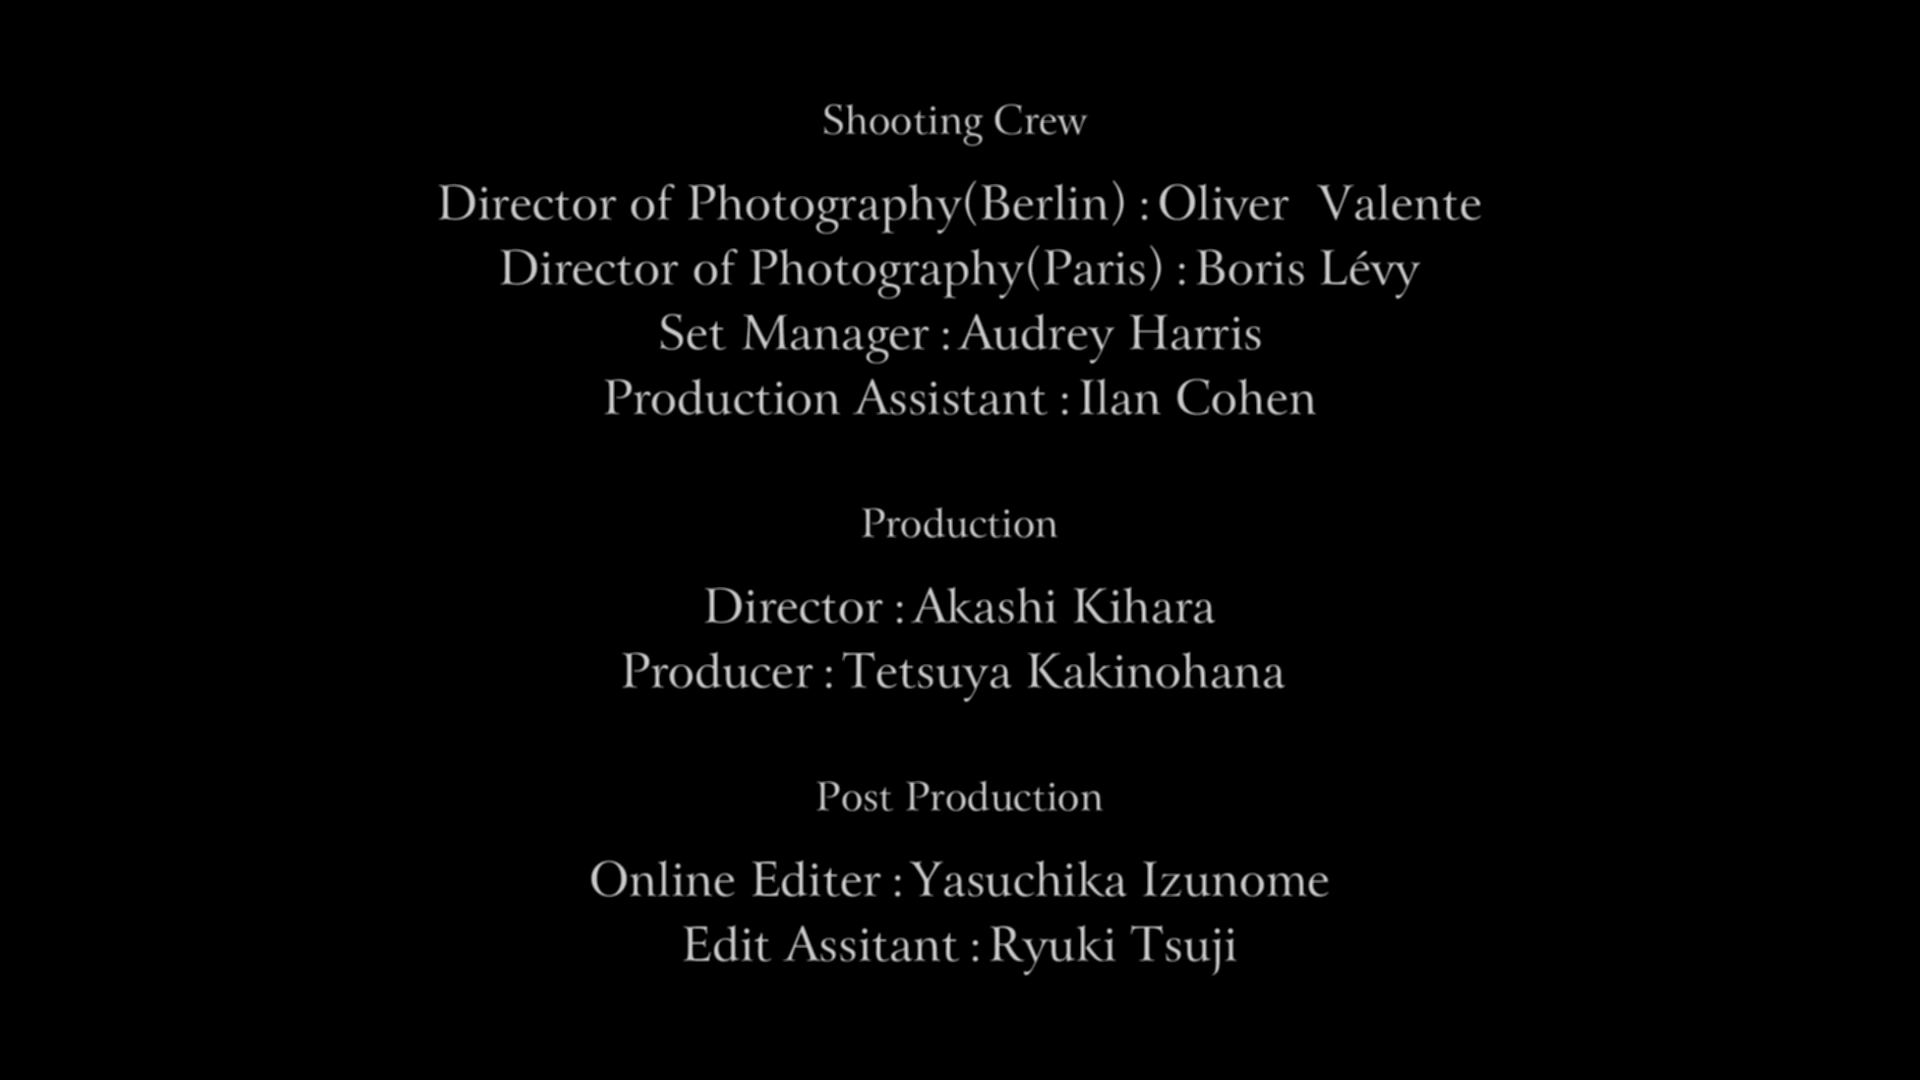 Shooting Crew
Director of Photography(Berlin) : Oliver Valente
Director of Photography(Paris) : Boris Lévy
Set Manager : Audrey Harris
Production Assistant : Ilan Cohen
Production
Director : Akashi Kihara
Producer : Tetsuya Kakinohana
Post Production
Online Editer : Yasuchika Izunome
Edit Assitant : Ryuki Tsuji